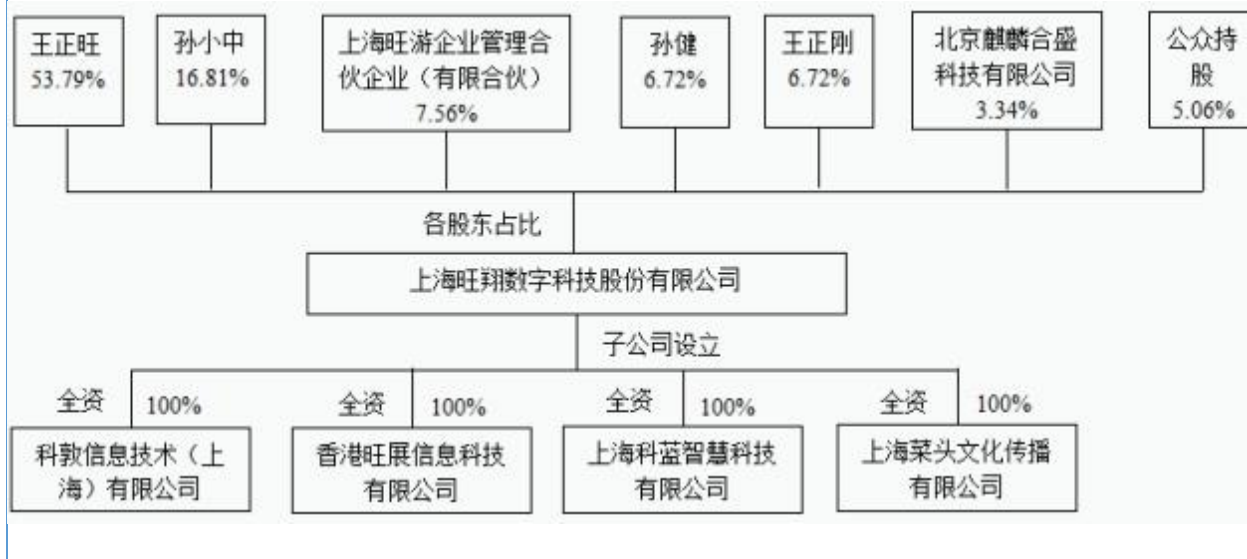 王正旺
53.79%
孙小中
16.81%
上海旺游企业管理合
伙企业（有限合伙）
7.56%
孙健
6.72%
王正刚
6.72%
北京麒麟合盛
科技有限公司
3.34%
公众持
股
5.06%
各股东占比
上海旺翔数字科技股份有限公司
子公司设立
全资 100%
全资 100%
全资 100%
全资 100%
科敦信息技术（上
海）有限公司
香港旺展信息科技
有限公司
上海科蓝智慧科技
有限公司
上海菜头文化传播
有限公司